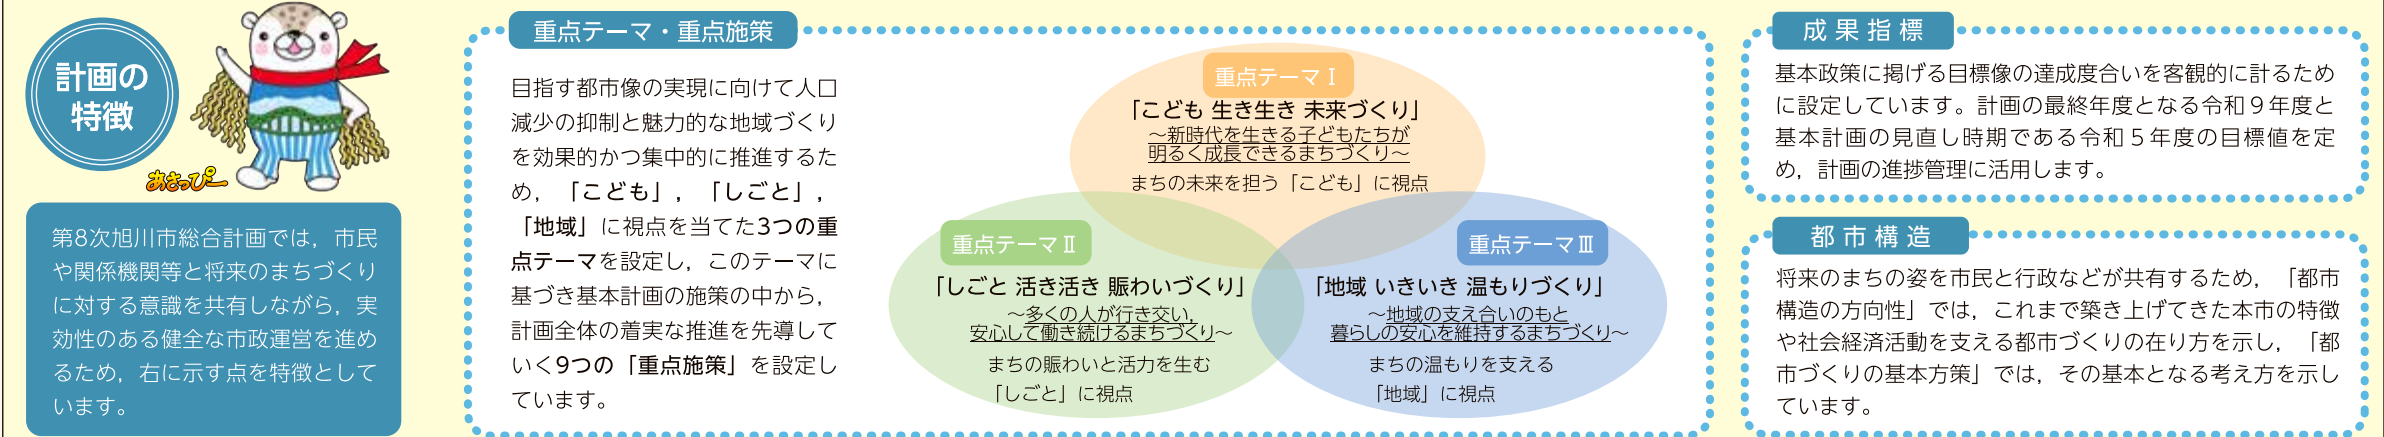 計画の
特徴
あさっぴー
第8次旭川市総合計画では，市民
や関係機関等と将来のまちづくり
に対する意識を共有しながら，実
効性のある健全な市政運営を進め
るため，右に示す点を特徴として
います。
重点テーマ・重点施策
目指す都市像の実現に向けて人口
減少の抑制と魅力的な地域づくり
を効果的かつ集中的に推進するた
め，「こども」，「しごと」，
「地域」に視点を当てた3つの重
点テーマを設定し，このテーマに
基づき基本計画の施策の中から，
計画全体の着実な推進を先導して
いく9つの「重点施策」を設定し
ています。
重点テーマⅠ
「こども 生き生き 未来づくり」
～新時代を生きる子どもたちが
明るく成長できるまちづくり～
まちの未来を担う「こども」に視点
重点テーマⅡ
「しごと 活き活き 賑わいづくり」
～多くの人が行き交い，
安心して働き続けるまちづくり～
まちの賑わいと活力を生む
「しごと」に視点
重点テーマⅢ
「地域 いきいき 温もりづくり」
～地域の支え合いのもと
暮らしの安心を維持するまちづくり～
まちの温もりを支える
「地域」に視点
成果指標
基本政策に掲げる目標像の達成度合いを客観的に計るため
に設定しています。計画の最終年度となる令和９年度と
基本計画の見直し時期である令和５年度の目標値を定
め，計画の進捗管理に活用します。
都市構造
将来のまちの姿を市民と行政などが共有するため，「都市
構造の方向性」では，これまで築き上げてきた本市の特徴
や社会経済活動を支える都市づくりの在り方を示し，「都
市づくりの基本方策」では，その基本となる考え方を示し
ています。